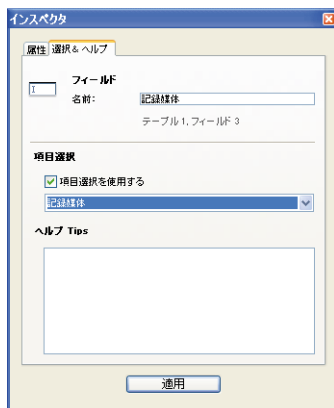 インスペクタ
属性 選択&ヘルプ
フィールド
名前: 記録媒体
テーブル 1, フィールド 3
項目選択
項目選択を使用する
記録媒体
ヘルプ Tips
適用